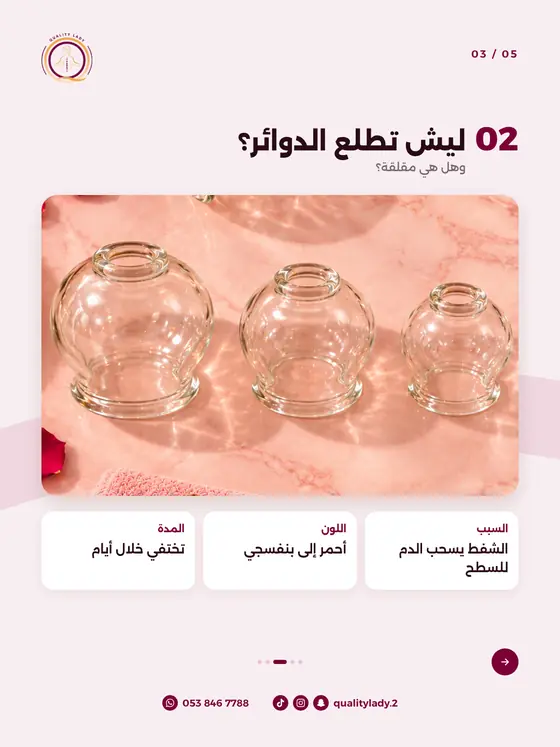 QUALITY LADY
03 / 05
02 ليش تطلع الدوائر؟
وهل هي مقلقة؟
السبب
الشفط يسحب الدم
للسطح
اللون
أحمر إلى بنفسجي
المدة
تختفي خلال أيام
053 846 7788
qualitylady.2